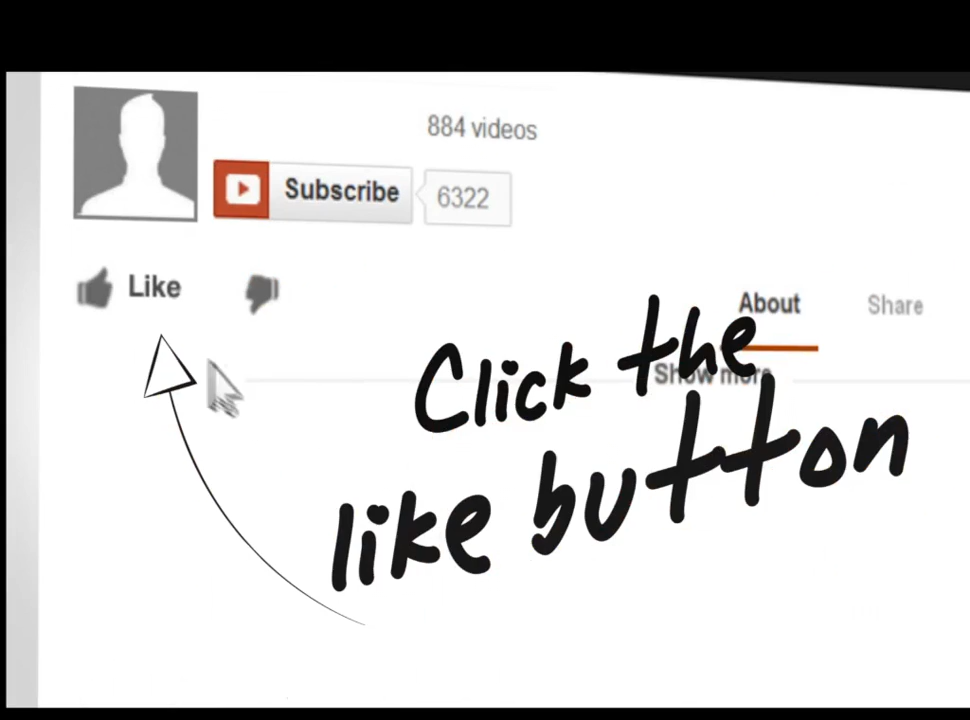 884 videos
Subscribe 6322
Like
About Share
Show more
Click the
like button